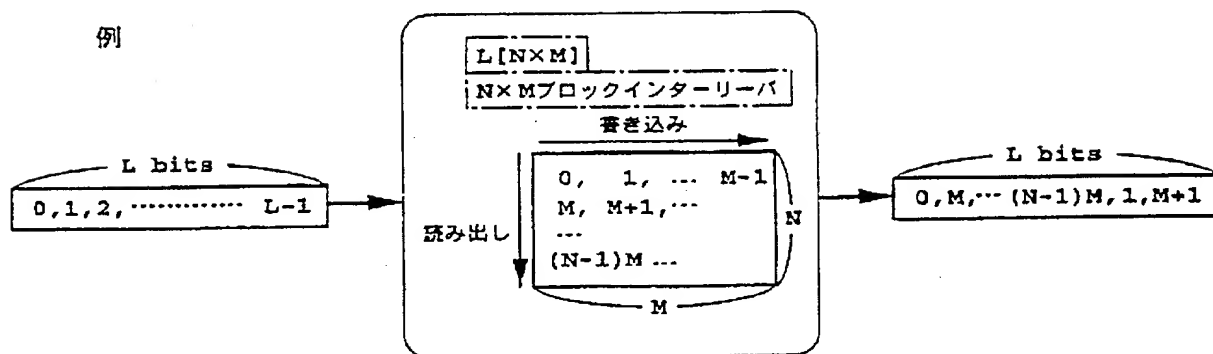 例
L[N×M]
N×Mブロックインターリーバ
書き込み
L bits
0,1,2,………… L-1
読み出し
0, 1, … M-1
M, M+1,…
…
(N-1)M …
N
M
L bits
0,M,…(N-1)M,1,M+1